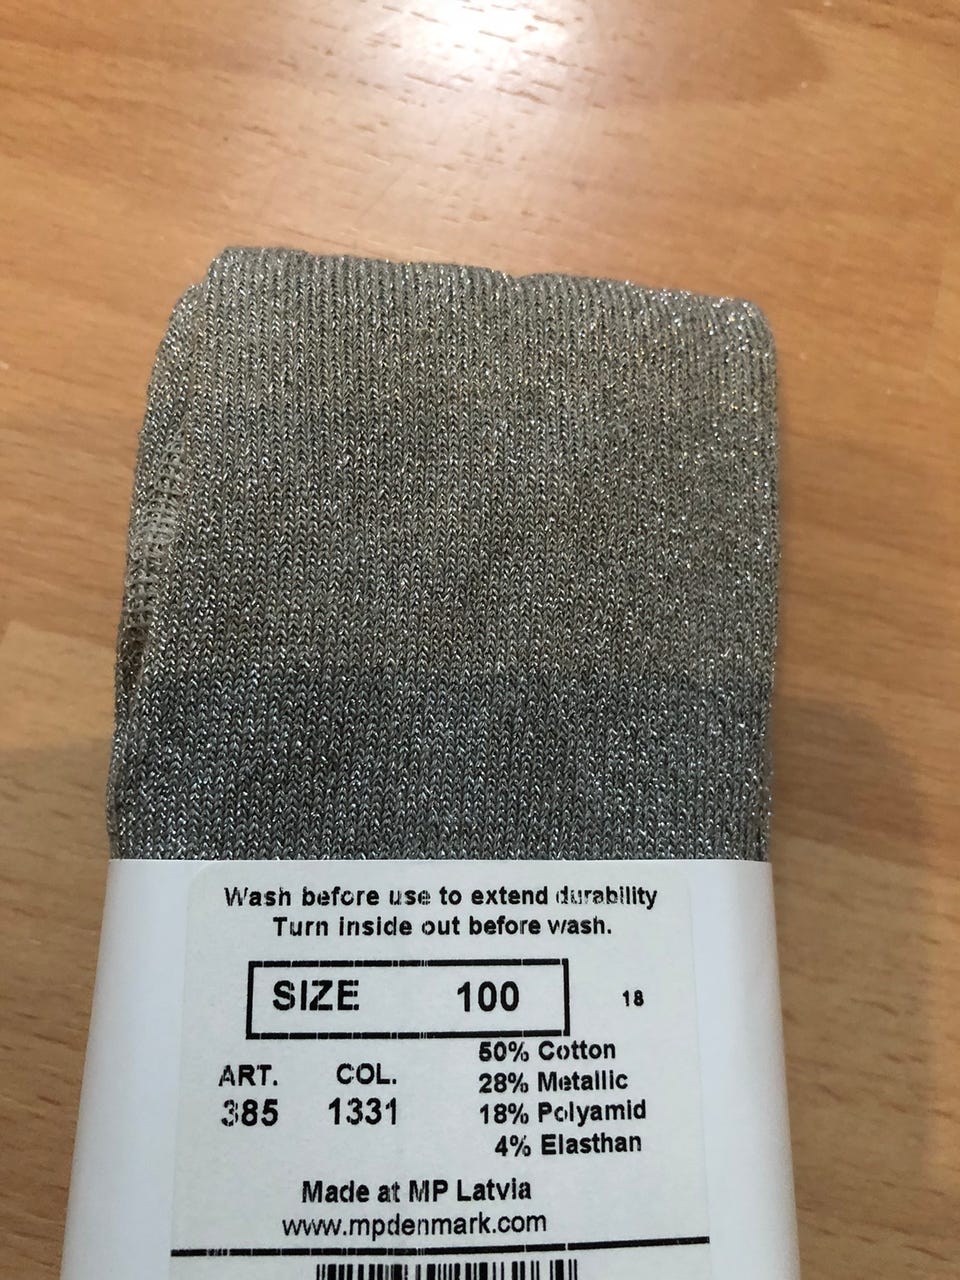 Wash before use to extend durability
Turn inside out before wash.
SIZE 100 18
50% Cotton
28% Metallic
18% Polyamid
4% Elasthan
ART. COL.
385 1331
Made at MP Latvia
www.mpdenmark.com